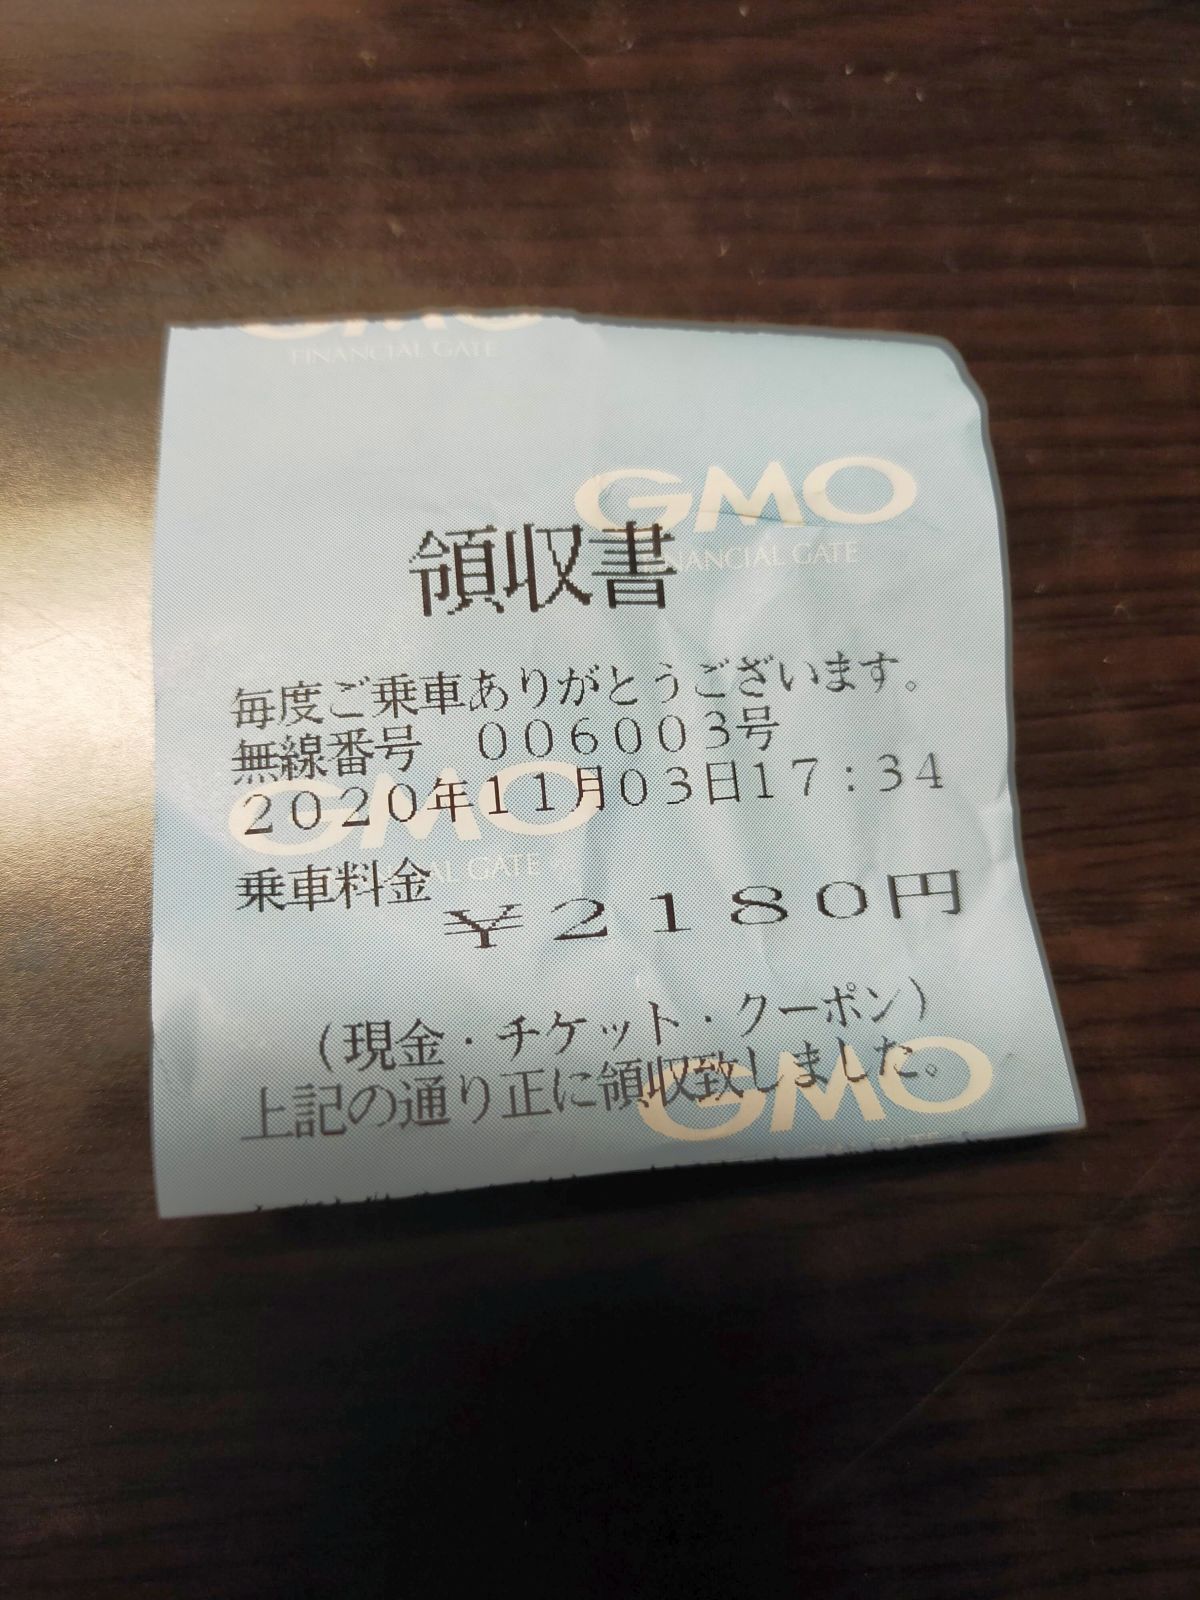 GMO
FINANCIAL GATE
GMO
FINANCIAL GATE
領収書
毎度ご乗車ありがとうございます。
無線番号 006003号
2020年11月03日17:34
GMO
FINANCIAL GATE
乗車料金
¥2180円
(現金・チケット・クーポン)
上記の通り正に領収致しました。
GMO